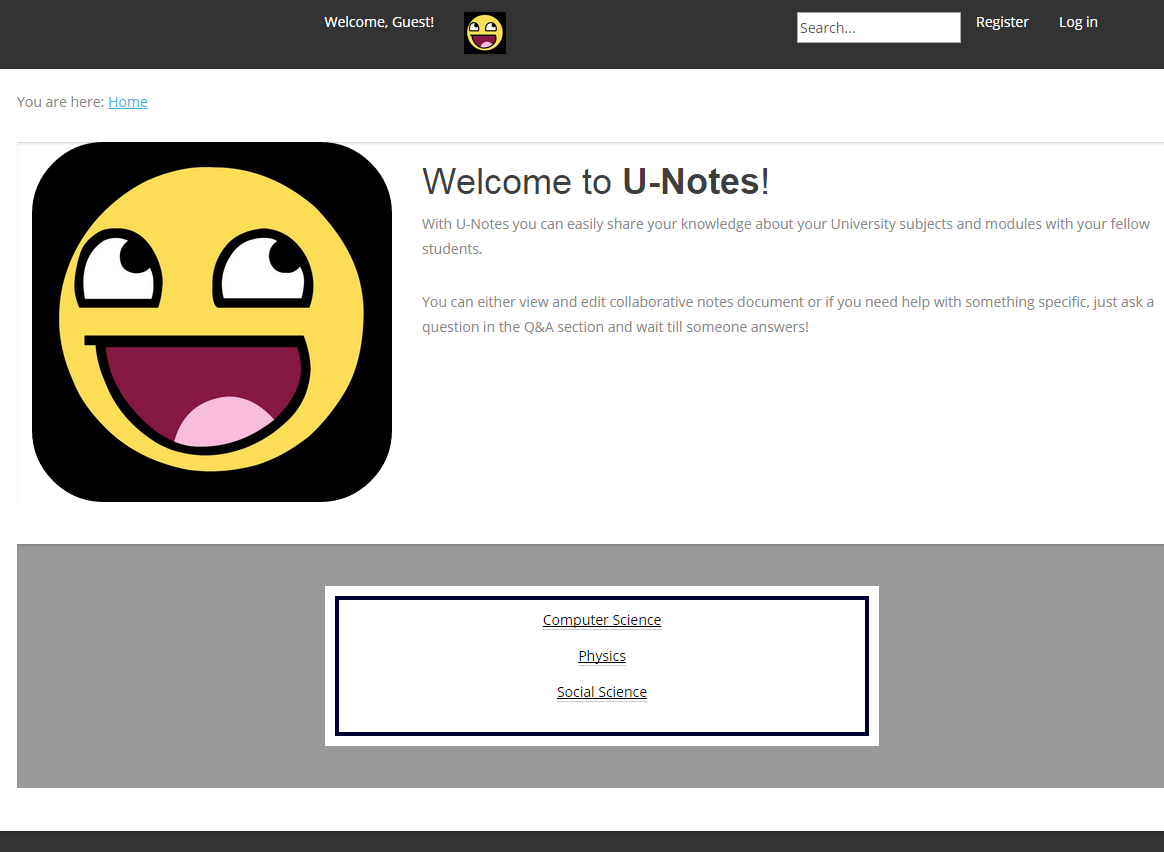 Welcome, Guest!
Search...
Register
Log in
You are here: Home
Welcome to U-Notes!
With U-Notes you can easily share your knowledge about your University subjects and modules with your fellow
students.
You can either view and edit collaborative notes document or if you need help with something specific, just ask a
question in the Q&A section and wait till someone answers!
Computer Science
Physics
Social Science